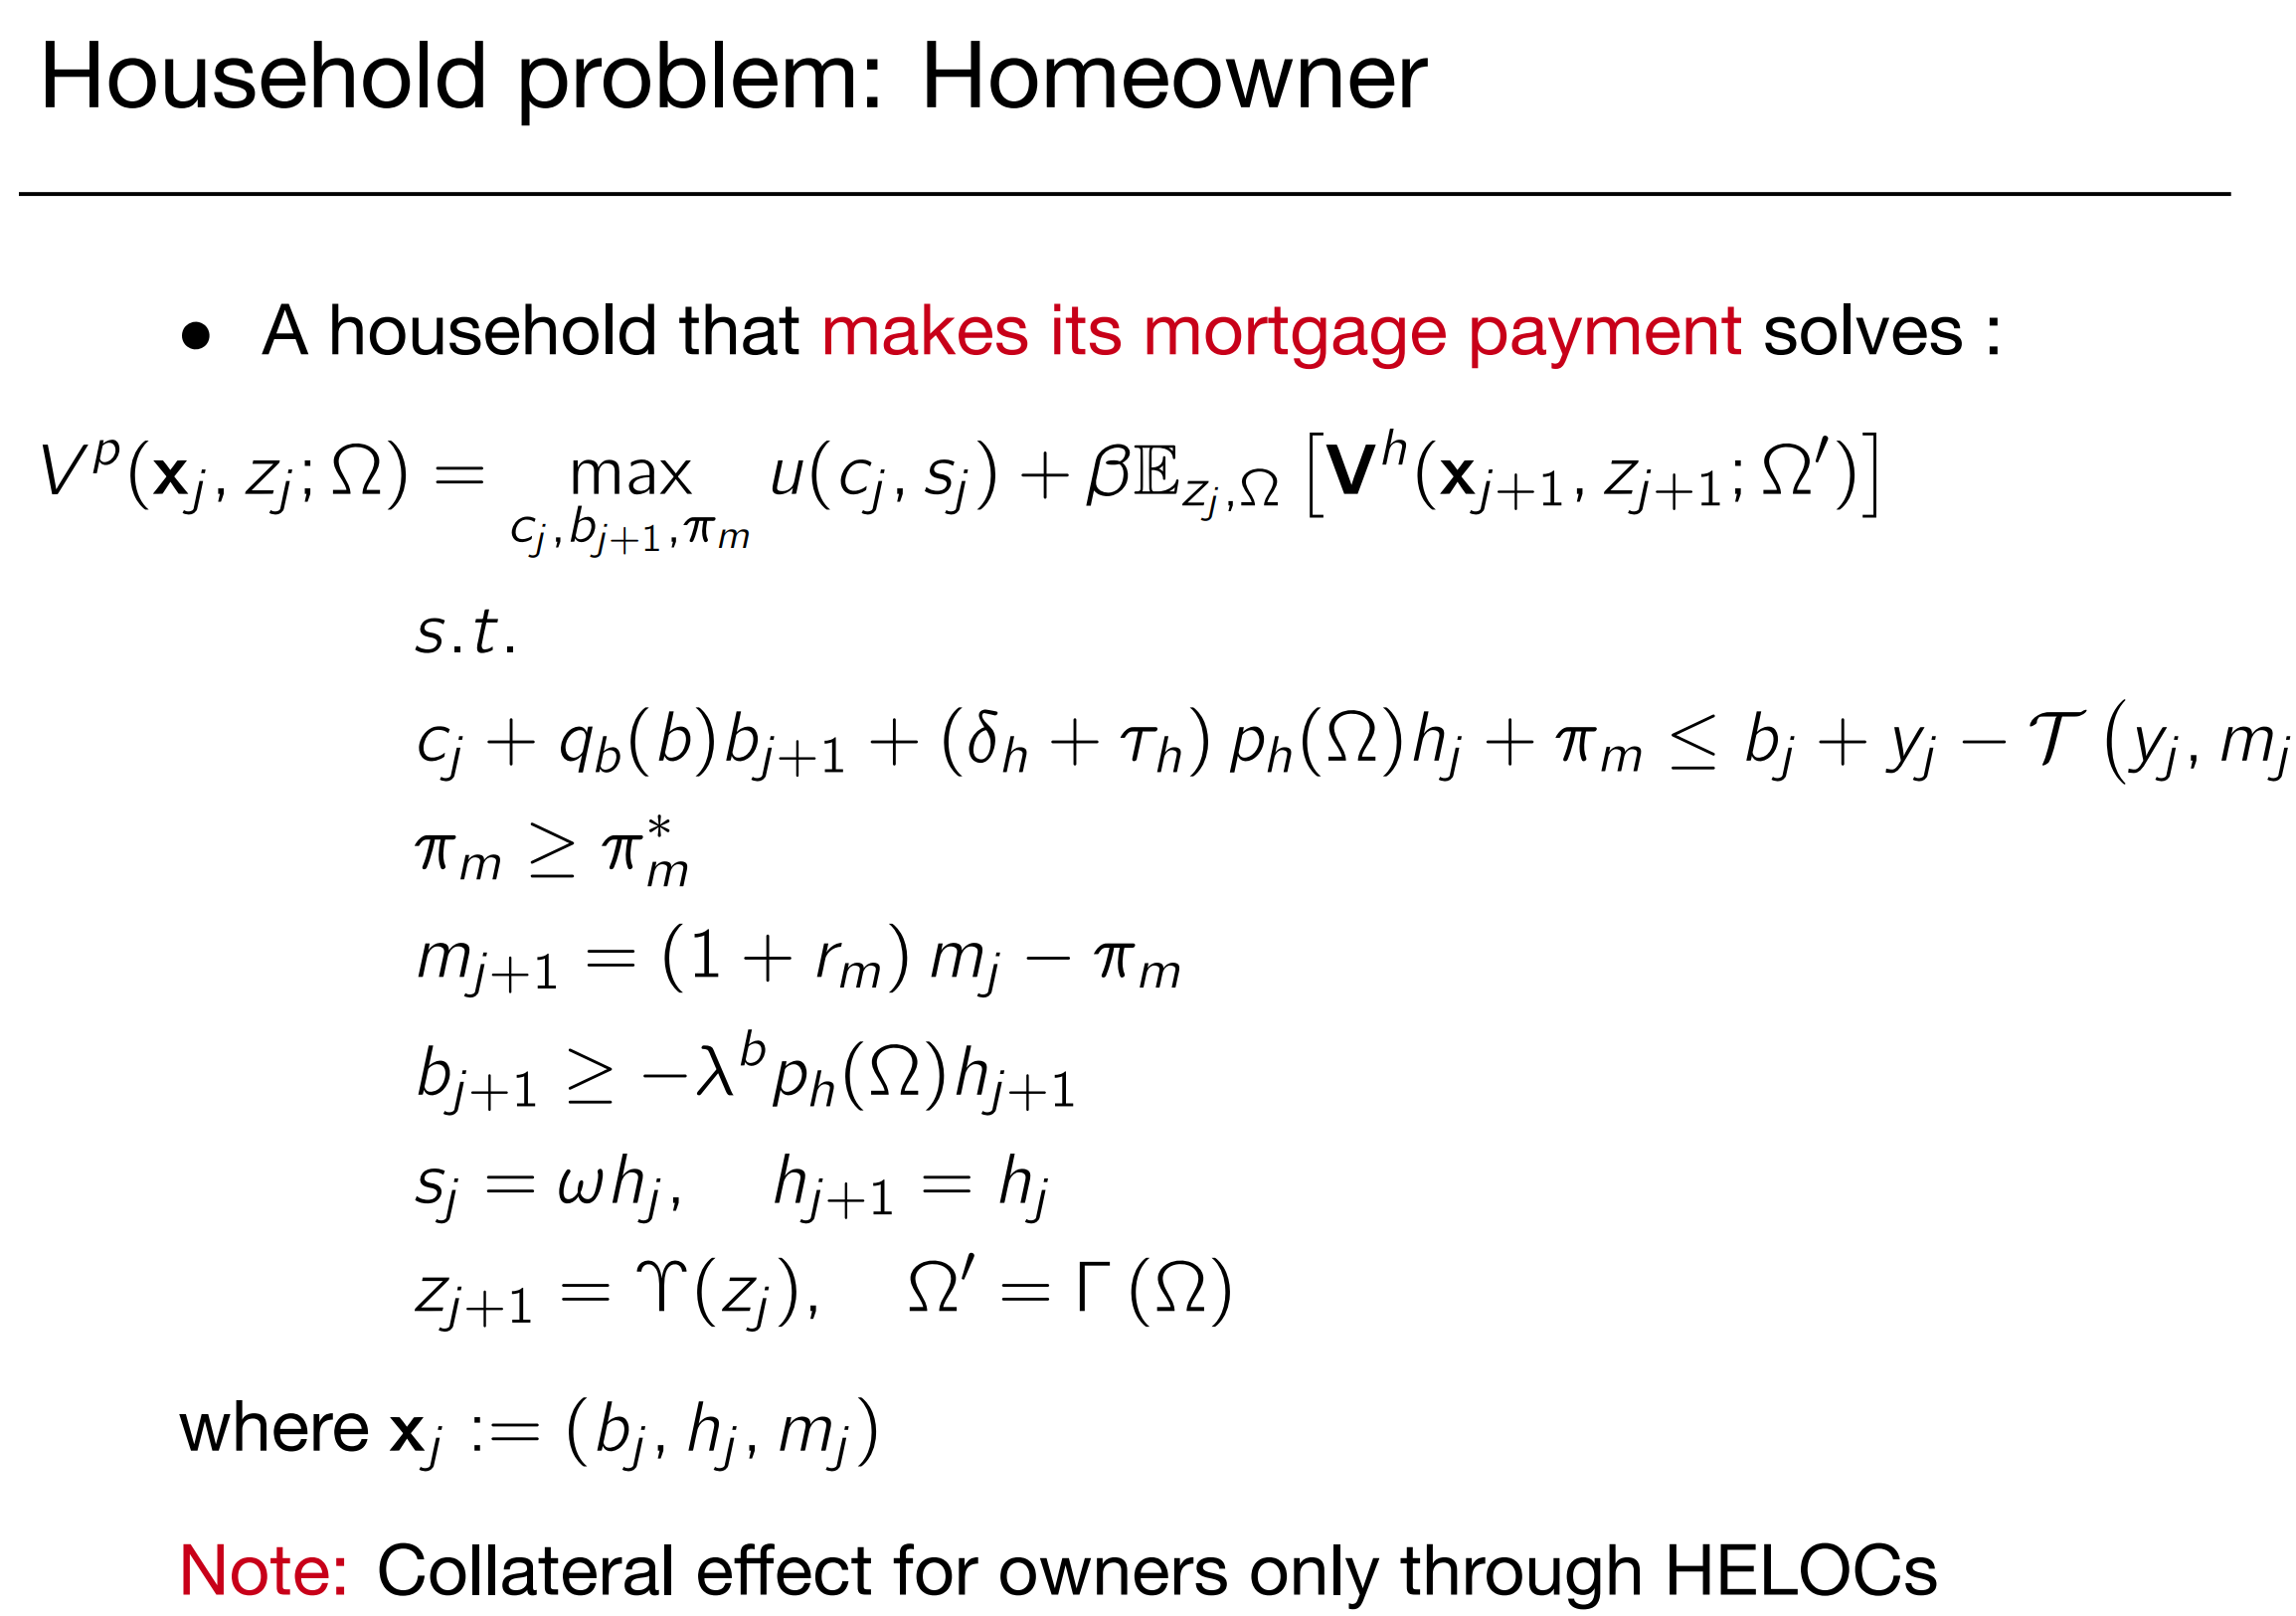 Household problem: Homeowner
• A household that makes its mortgage payment solves :
$V^p(\mathbf{x}_j, z_j; \Omega) = \max_{c_j, b_{j+1}, \pi_m} u(c_j, s_j) + \beta \mathbb{E}_{z_j, \Omega} \left[ \mathbf{V}^h(\mathbf{x}_{j+1}, z_{j+1}; \Omega') \right]$
$s.t.$
$c_j + q_b(b) b_{j+1} + (\delta_h + \tau_h) p_h(\Omega) h_j + \pi_m \leq b_j + y_j - \mathcal{T}(y_j, m_j$
$\pi_m \geq \pi_m^*$
$m_{j+1} = (1 + r_m) m_j - \pi_m$
$b_{j+1} \geq -\lambda^b p_h(\Omega) h_{j+1}$
$s_j = \omega h_j, \quad h_{j+1} = h_j$
$z_{j+1} = \Upsilon(z_j), \quad \Omega' = \Gamma(\Omega)$
where $\mathbf{x}_j := (b_j, h_j, m_j)$
Note: Collateral effect for owners only through HELOCs